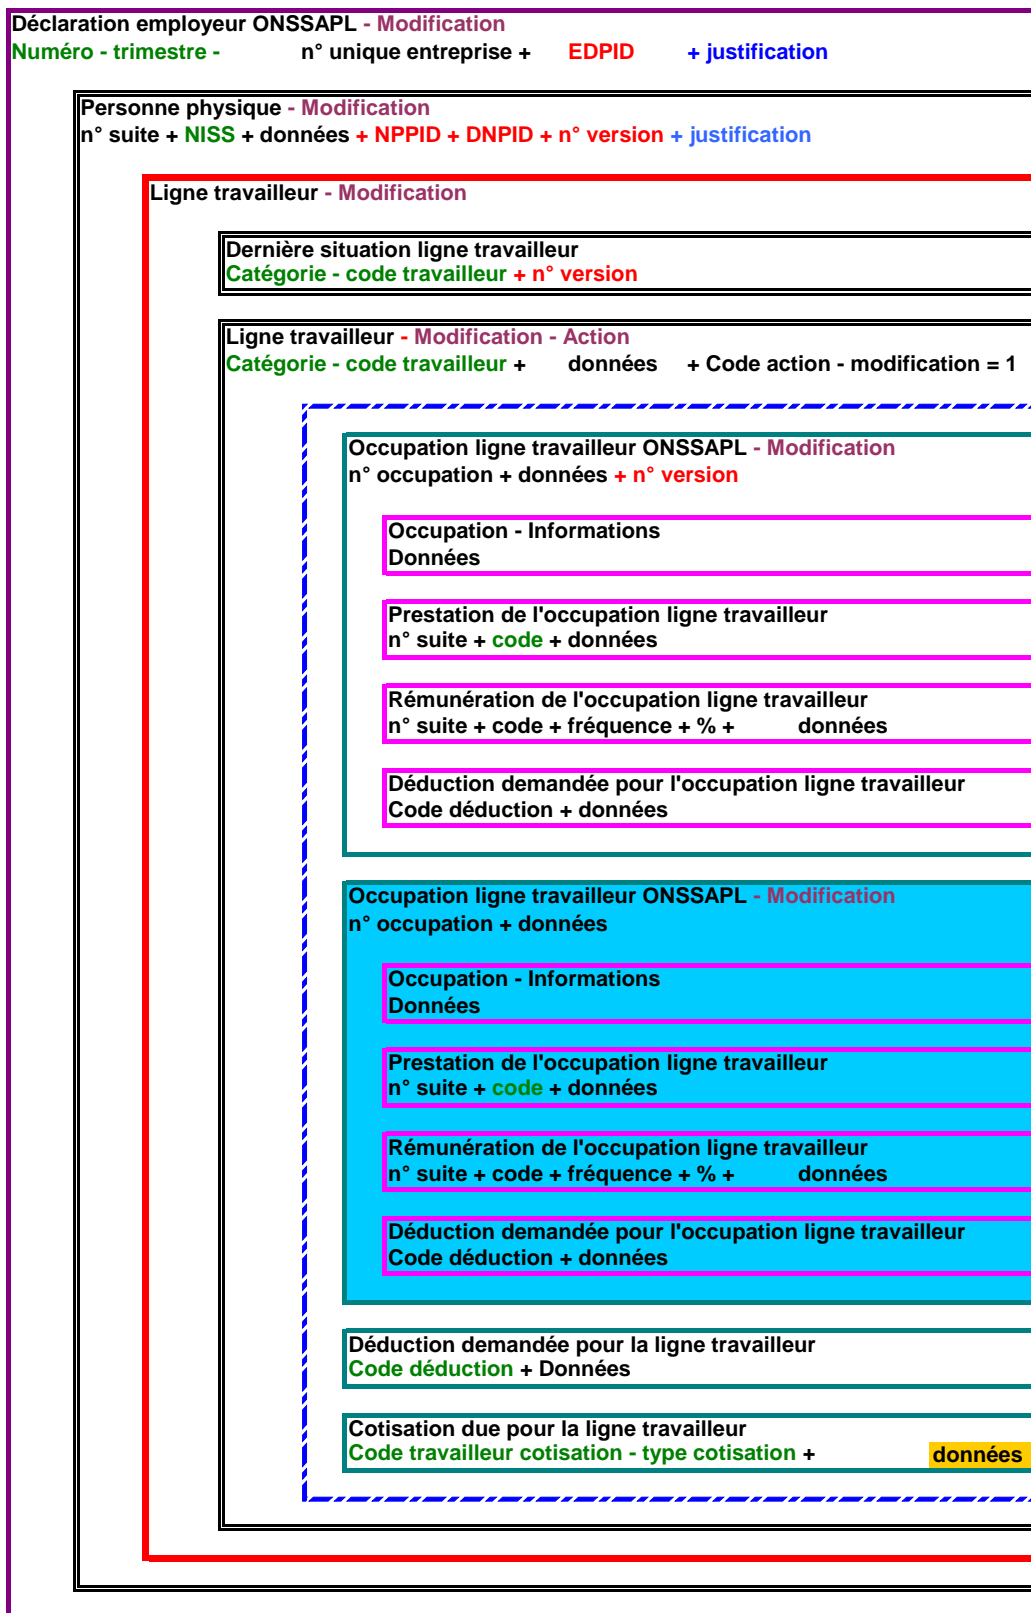 Déclaration employeur ONSSAPL - Modification
Numéro - trimestre - n° unique entreprise + EDPID + justification
Personne physique - Modification
n° suite + NISS + données + NPPID + DNPID + n° version + justification
Ligne travailleur - Modification
Dernière situation ligne travailleur
Catégorie - code travailleur + n° version
Ligne travailleur - Modification - Action
Catégorie - code travailleur + données + Code action - modification = 1
Occupation ligne travailleur ONSSAPL - Modification
n° occupation + données + n° version
Occupation - Informations
Données
Prestation de l'occupation ligne travailleur
n° suite + code + données
Rémunération de l'occupation ligne travailleur
n° suite + code + fréquence + % + données
Déduction demandée pour l'occupation ligne travailleur
Code déduction + données
Occupation ligne travailleur ONSSAPL - Modification
n° occupation + données
Occupation - Informations
Données
Prestation de l'occupation ligne travailleur
n° suite + code + données
Rémunération de l'occupation ligne travailleur
n° suite + code + fréquence + % + données
Déduction demandée pour l'occupation ligne travailleur
Code déduction + données
Déduction demandée pour la ligne travailleur
Code déduction + Données
Cotisation due pour la ligne travailleur
Code travailleur cotisation - type cotisation + données